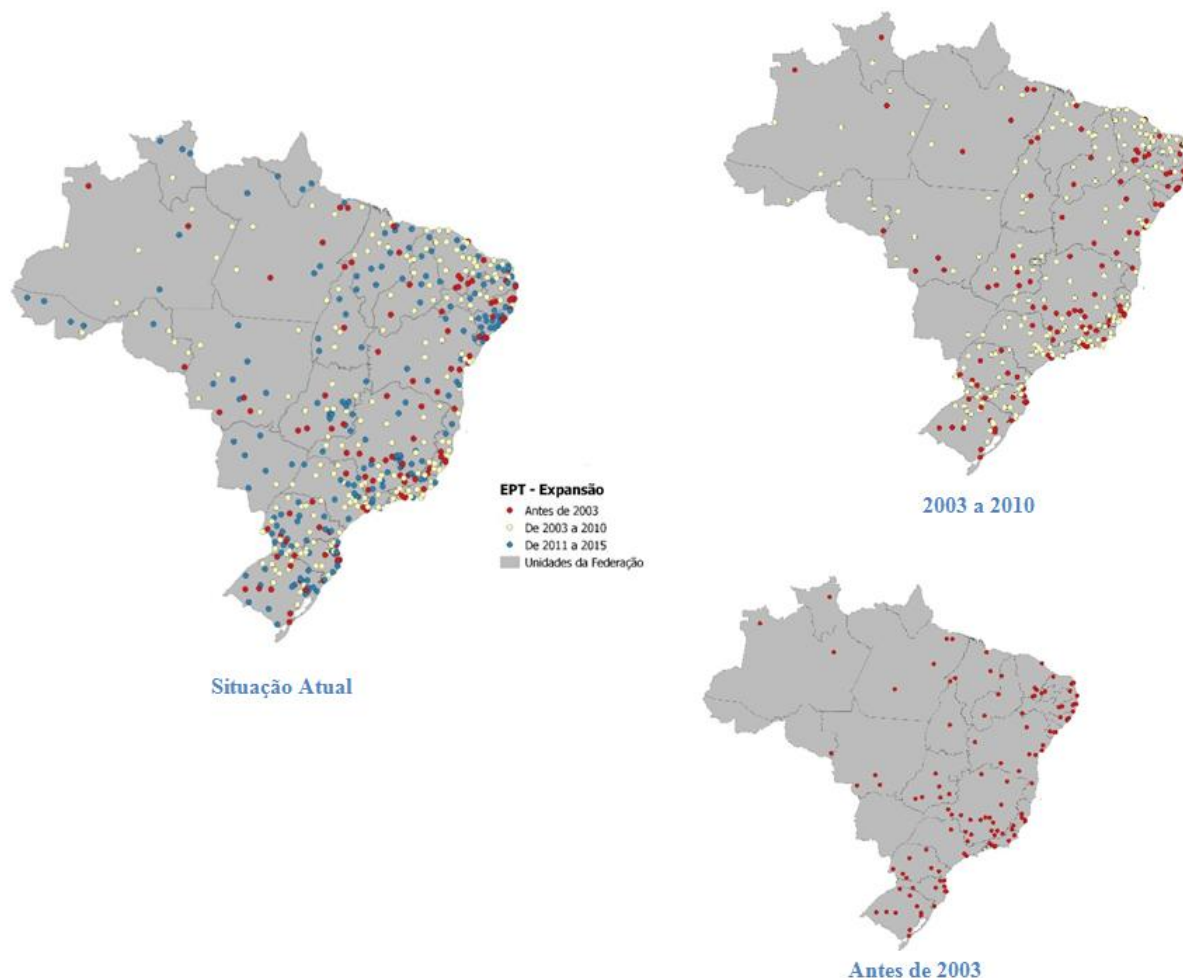 EPT - Expansão
Antes de 2003
De 2003 a 2010
De 2011 a 2015
Unidades da Federação
Situação Atual
2003 a 2010
Antes de 2003